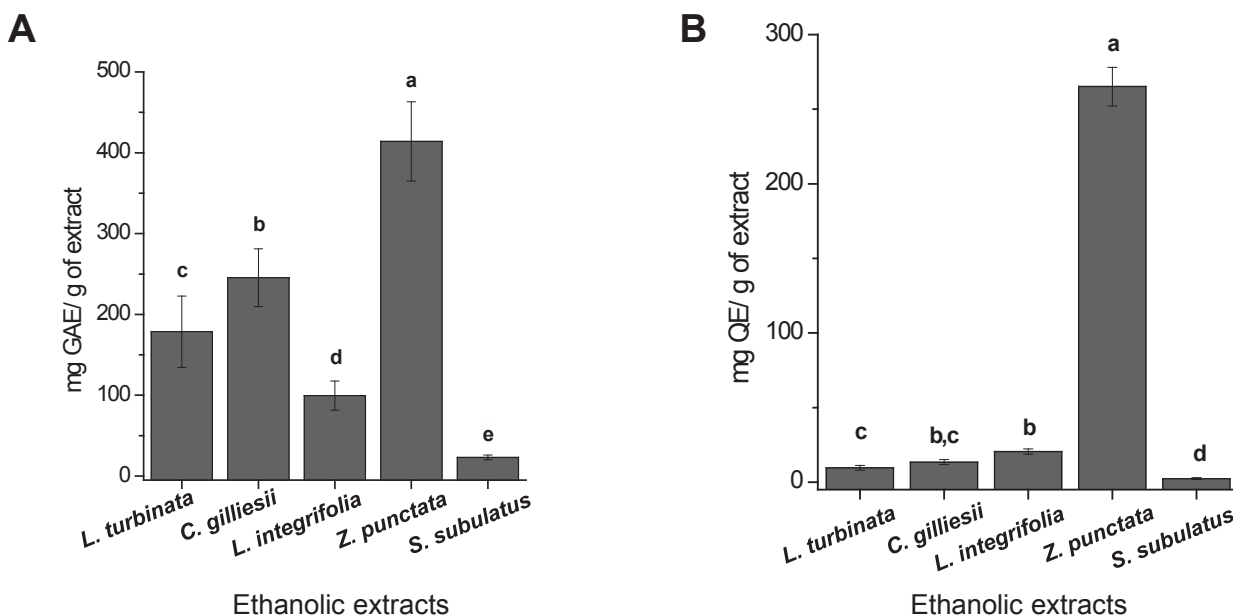 A
mg GAE/ g of extract
500
400
300
200
100
0
c
b
d
a
e
L. turbinata
C. gilliesii
L. integrifolia
Z. punctata
S. subulatus
Ethanolic extracts
B
mg QE/ g of extract
300
200
100
0
c
b,c
b
a
d
L. turbinata
C. gilliesii
L. integrifolia
Z. punctata
S. subulatus
Ethanolic extracts